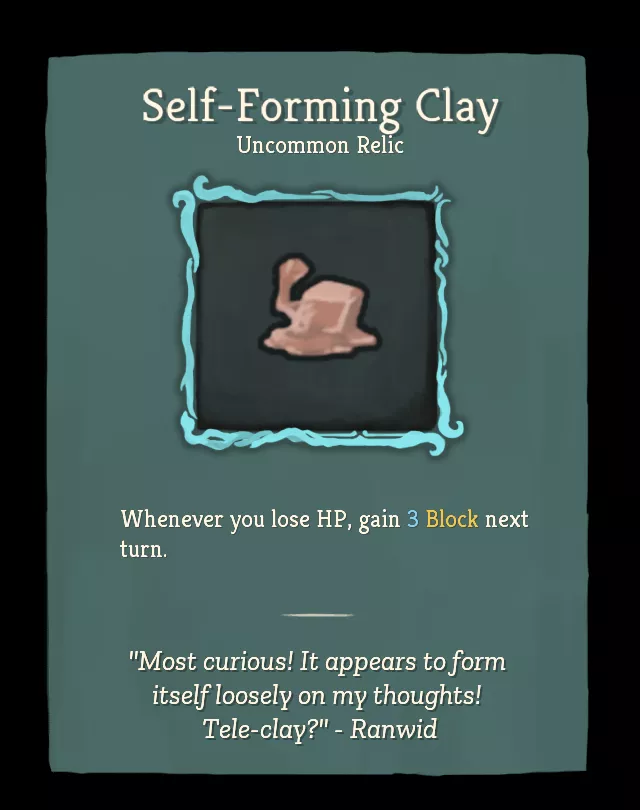 Self-Forming Clay
Uncommon Relic
Whenever you lose HP, gain 3 Block next
turn.
"Most curious! It appears to form
itself loosely on my thoughts!
Tele-clay?" - Ranwid